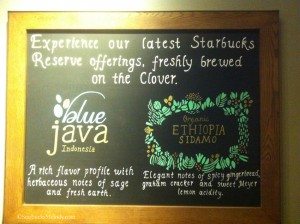 Experience our latest Starbucks
Reserve offerings, freshly brewed
on the Clover.
blue
java
Indonesia
A rich flavor profile with
herbaceous notes of sage
and fresh earth.
Organic
ETHIOPIA
SIDAMO
Elegant notes of spicy gingerbread,
graham cracker and sweet Meyer
lemon acidity.
©StarbucksMelody.com